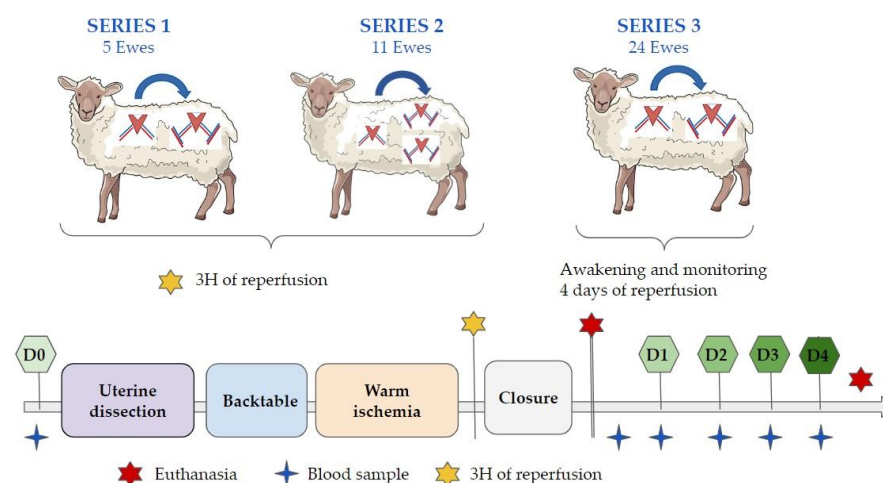 SERIES 1
5 Ewes
SERIES 2
11 Ewes
SERIES 3
24 Ewes
3H of reperfusion
Awakening and monitoring
4 days of reperfusion
D0
D1
D2
D3
D4
Uterine
dissection
Backtable
Warm
ischemia
Closure
Euthanasia
Blood sample
3H of reperfusion